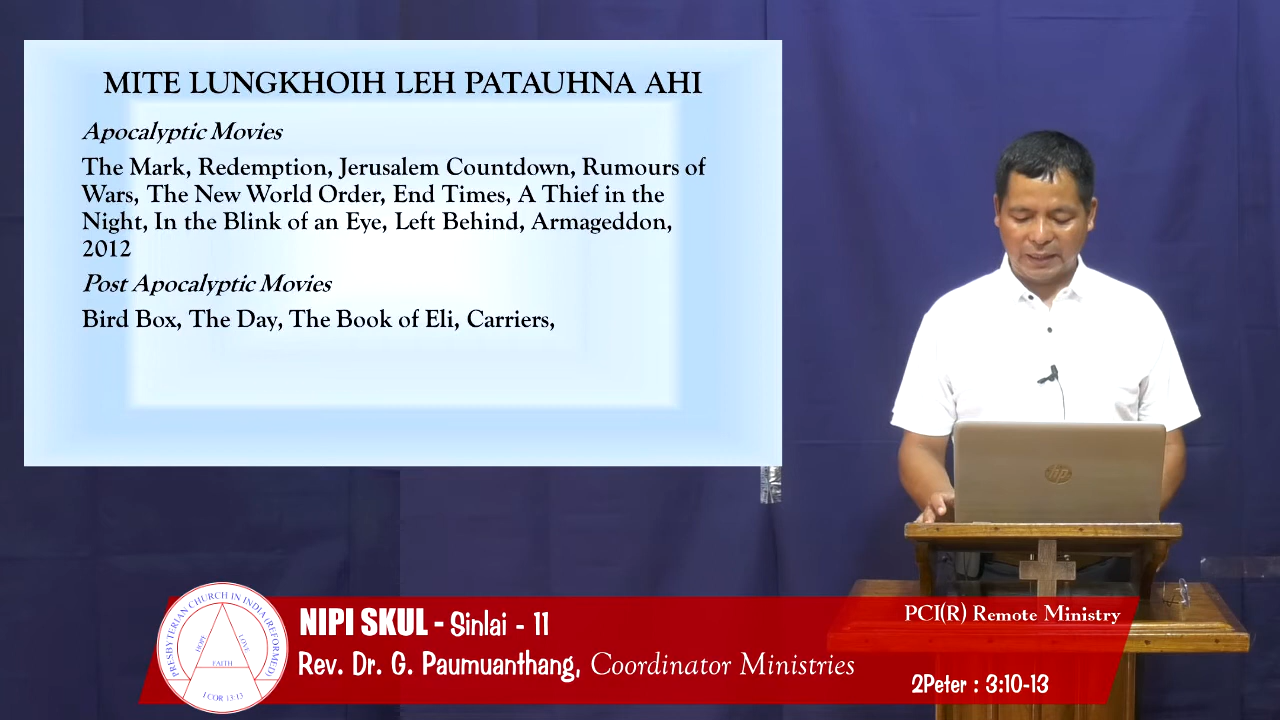 MITE LUNGKHOIH LEH PATAUHNA AHI
Apocalyptic Movies
The Mark, Redemption, Jerusalem Countdown, Rumours of
Wars, The New World Order, End Times, A Thief in the
Night, In the Blink of an Eye, Left Behind, Armageddon,
2012
Post Apocalyptic Movies
Bird Box, The Day, The Book of Eli, Carriers,
hp
PRESBYTERIAN CHURCH IN INDIA (REFORMED)
HOPE
LOVE
FAITH
I COR 13:13
NIPI SKUL - Sinlai - 11
Rev. Dr. G. Paumuanthang, Coordinator Ministries
PCI(R) Remote Ministry
2Peter : 3:10-13